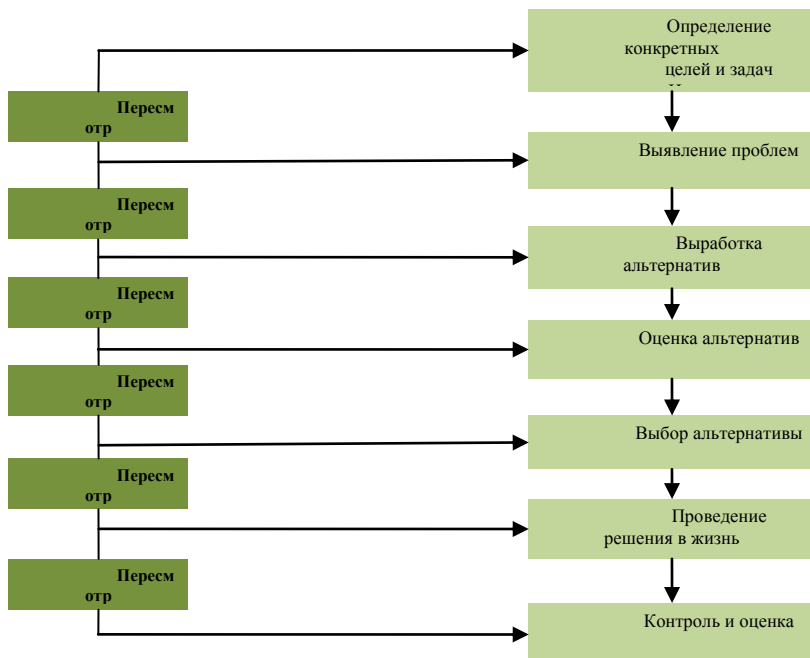 Определение
конкретных
целей и задач
Пересм
отр
Выявление проблем
Пересм
отр
Выработка
альтернатив
Пересм
отр
Оценка альтернатив
Пересм
отр
Выбор альтернативы
Пересм
отр
Проведение
решения в жизнь
Пересм
отр
Контроль и оценка